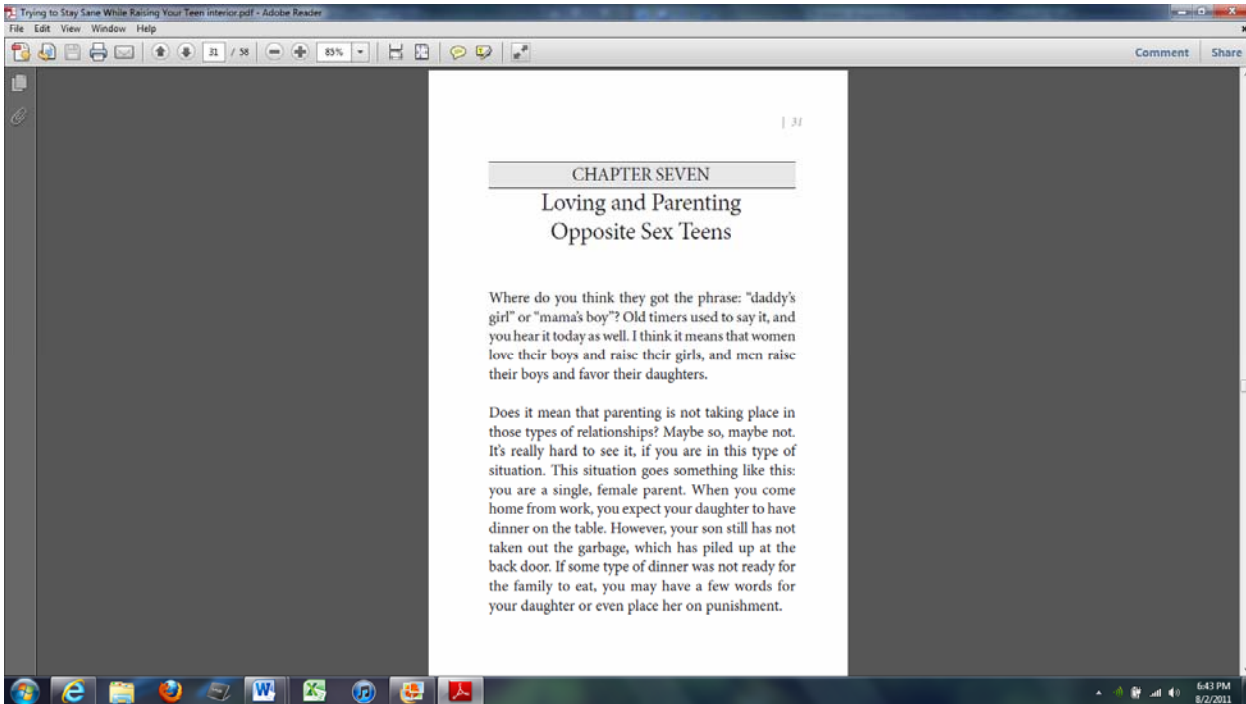 Trying to Stay Sane While Raising Your Teen interior.pdf - Adobe Reader
File Edit View Window Help
31 / 58 83% Comment Share
| 31
CHAPTER SEVEN
Loving and Parenting
Opposite Sex Teens
Where do you think they got the phrase: “daddy’s
girl” or “mama’s boy”? Old timers used to say it, and
you hear it today as well. I think it means that women
love their boys and raise their girls, and men raise
their boys and favor their daughters.
Does it mean that parenting is not taking place in
those types of relationships? Maybe so, maybe not.
It’s really hard to see it, if you are in this type of
situation. This situation goes something like this:
you are a single, female parent. When you come
home from work, you expect your daughter to have
dinner on the table. However, your son still has not
taken out the garbage, which has piled up at the
back door. If some type of dinner was not ready for
the family to eat, you may have a few words for
your daughter or even place her on punishment.
6:43 PM
8/2/2011